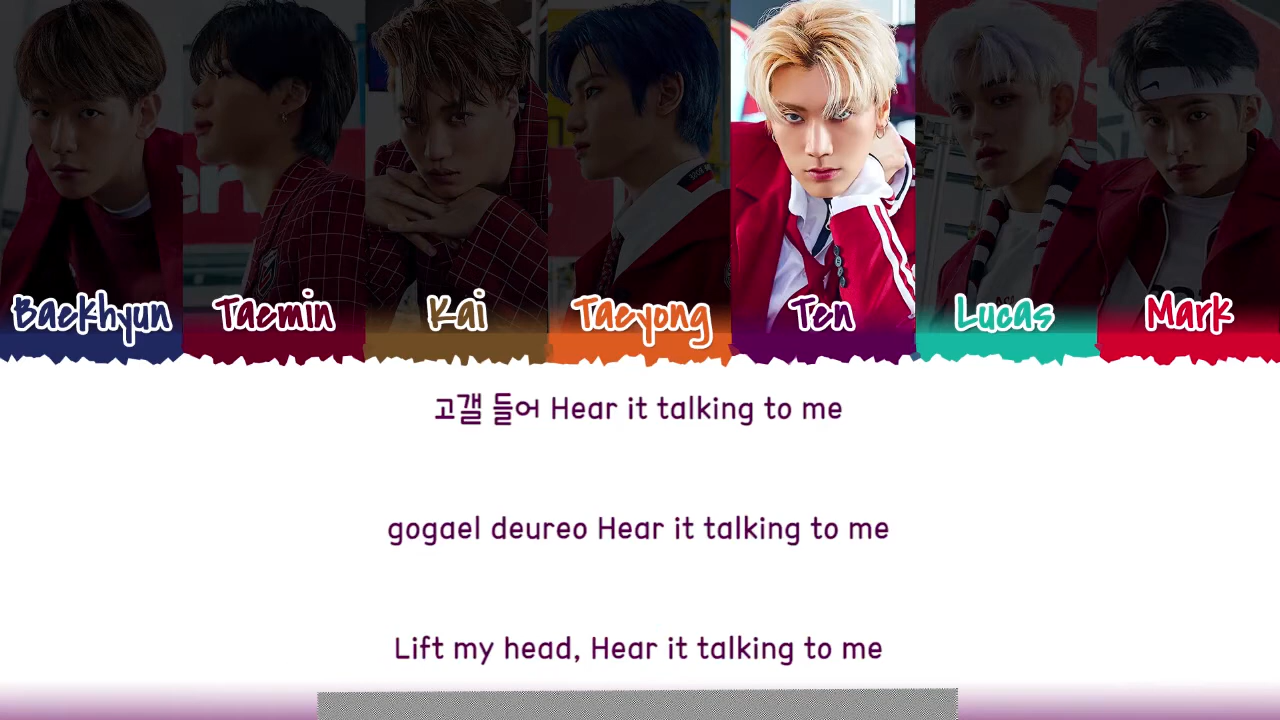 Baekhyun Taemin Kai Taeyong Ten Lucas Mark
고갤 들어 Hear it talking to me
gogael deureo Hear it talking to me
Lift my head, Hear it talking to me